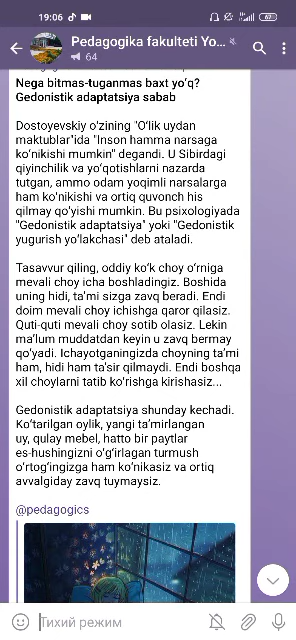 19:06
Pedagogika fakulteti Yo...
64
Nega bitmas-tuganmas baxt yo'q?
Gedonistik adaptatsiya sabab
Dostoyevskiy o'zining "O'lik uydan
maktublar"ida "Inson hamma narsaga
ko'nikishi mumkin" degandi. U Sibirdagi
qiyinchilik va yo'qotishlarni nazarda
tutgan, ammo odam yoqimli narsalarga
ham ko'nikishi va ortiq quvonch his
qilmay qo'yishi mumkin. Bu psixologiyada
"Gedonistik adaptatsiya" yoki "Gedonistik
yugurish yo'lakchasi" deb ataladi.
Tasavvur qiling, oddiy ko'k choy o'rniga
mevali choy icha boshladingiz. Boshida
uning hidi, ta'mi sizga zavq beradi. Endi
doim mevali choy ichishga qaror qilasiz.
Quti-quti mevali choy sotib olasiz. Lekin
ma'lum muddatdan keyin u zavq bermay
qo'yadi. Ichayotganingizda choyning ta'mi
ham, hidi ham ta'sir qilmaydi. Endi boshqa
xil choylarni tatib ko'rishga kirishasiz...
Gedonistik adaptatsiya shunday kechadi.
Ko'tarilgan oylik, yangi ta'mirlangan
uy, qulay mebel, hatto bir paytlar
es-hushingizni o'g'irlagan turmush
o'rtog'ingizga ham ko'nikasiz va ortiq
avvalgiday zavq tuymaysiz.
@pedagogics
Тихий режим